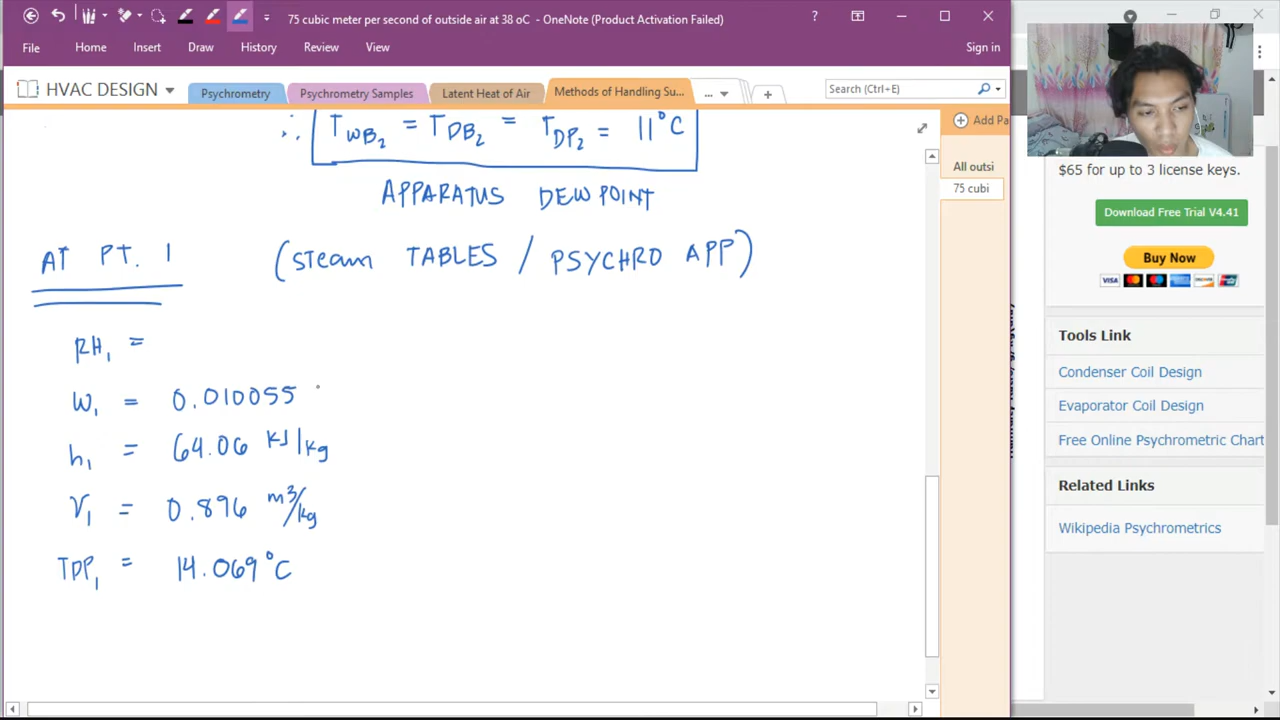 75 cubic meter per second of outside air at 38 oC - OneNote (Product Activation Failed)
?
File
Home
Insert
Draw
History
Review
View
Sign in
HVAC DESIGN
Psychrometry
Psychrometry Samples
Latent Heat of Air
Methods of Handling Su...
...
Search (Ctrl+E)
Add Pa
All outsi
75 cubi
∴ TWB2 = TDB2 = TDP2 = 11°C
APPARATUS DEW POINT
AT PT. 1 (STEAM TABLES / PSYCHRO APP)
RH1 =
W1 = 0.010055
h1 = 64.06 kJ/kg
V1 = 0.896 m³/kg
TDP1 = 14.069°C
$65 for up to 3 license keys.
Download Free Trial V4.41
Buy Now
VISA
Tools Link
Condenser Coil Design
Evaporator Coil Design
Free Online Psychrometric Chart
Related Links
Wikipedia Psychrometrics